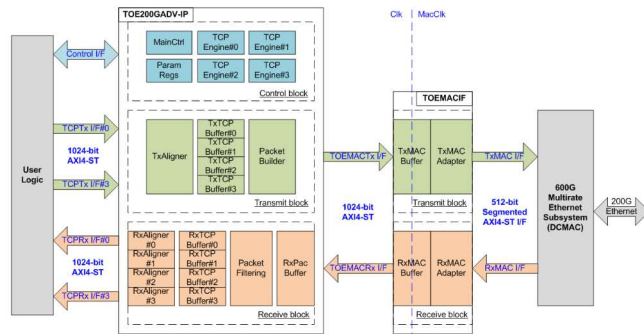 TOE200GADV-IP
Clk
MacClk
Control I/F
MainCtrl
TCP
Engine#0
TCP
Engine#1
Param
Regs
TCP
Engine#2
TCP
Engine#3
Control block
TOEMACIF
User
Logic
TCPTx I/F#0
1024-bit
AXI4-ST
TCPTx I/F#3
TxAligner
TxTCP
Buffer#0
TxTCP
Buffer#1
TxTCP
Buffer#2
TxTCP
Buffer#3
Packet
Builder
Transmit block
TOEMACTx I/F
TxMAC
Buffer
TxMAC
Adapter
TxMAC I/F
Transmit block
1024-bit
AXI4-ST
512-bit
Segmented
AXI4-ST I/F
600G
Multirate
Ethernet
Subsystem
(DCMAC)
200G
Ethernet
TCPRx I/F#0
1024-bit
AXI4-ST
TCPRx I/F#3
RxAligner
#0
RxAligner
#1
RxAligner
#2
RxAligner
#3
RxTCP
Buffer#0
RxTCP
Buffer#1
RxTCP
Buffer#2
RxTCP
Buffer#3
Packet
Filtering
RxPac
Buffer
Receive block
TOEMACRx I/F
RxMAC
Buffer
RxMAC
Adapter
RxMAC I/F
Receive block